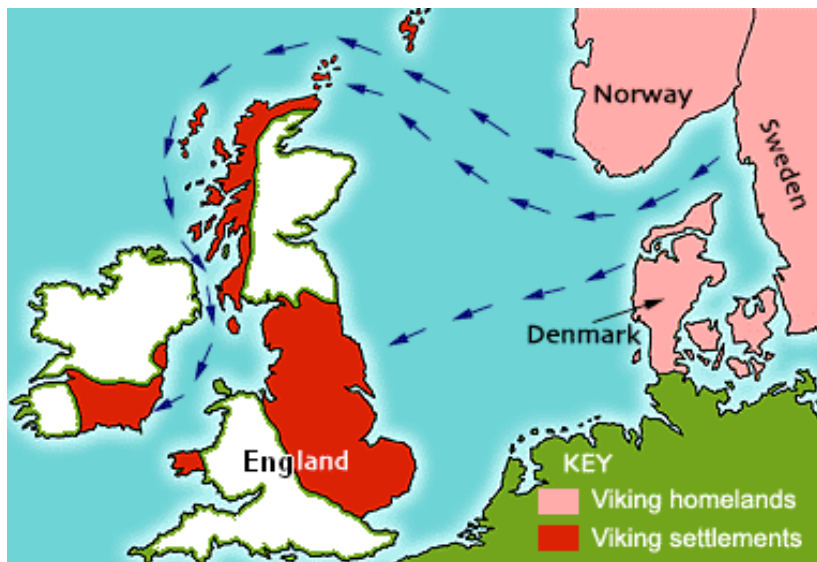 Norway
Sweden
Denmark
England
KEY
Viking homelands
Viking settlements